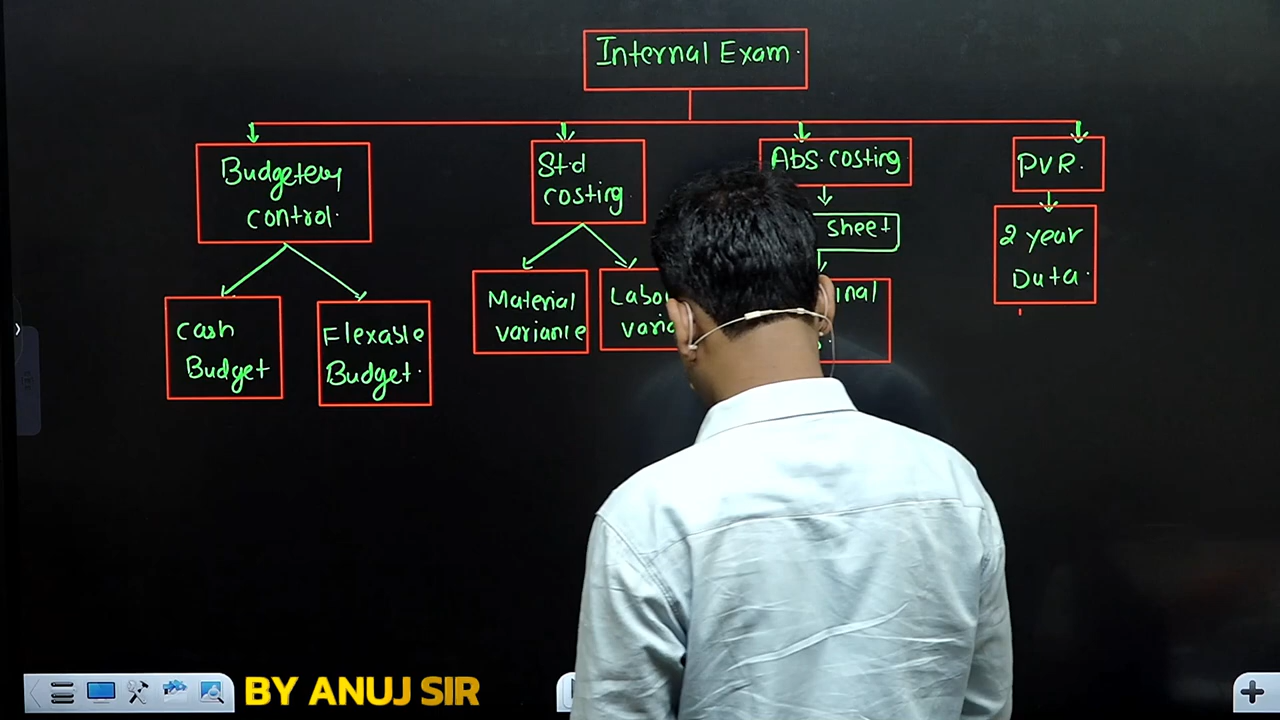 Internal Exam.
Budgetery
control.
Cash
Budget
Flexable
Budget.
Std
costing
Material
variance
Abs. costing
sheet
PVR.
2 year
Data.
BY ANUJ SIR